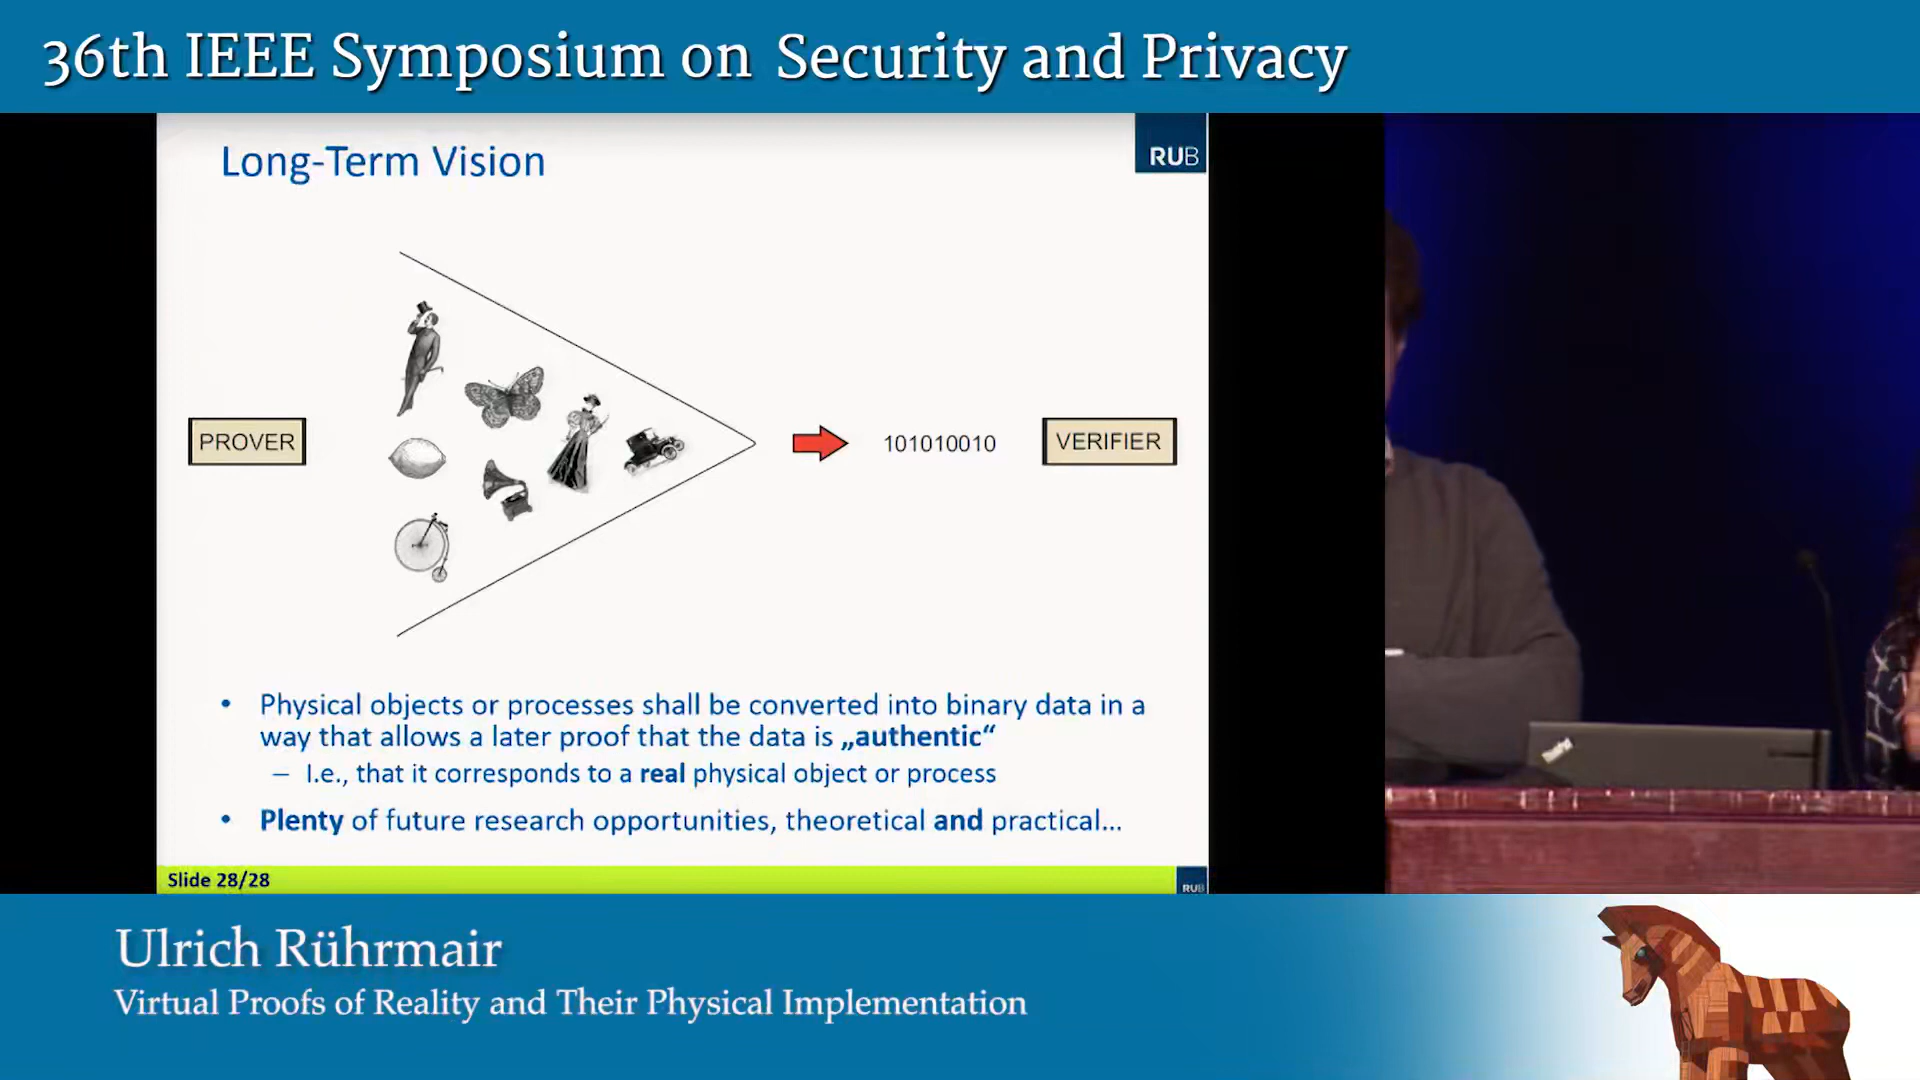 36th IEEE Symposium on Security and Privacy
Long-Term Vision
RUB
PROVER
101010010
VERIFIER
• Physical objects or processes shall be converted into binary data in a
way that allows a later proof that the data is „authentic“
– I.e., that it corresponds to a real physical object or process
• Plenty of future research opportunities, theoretical and practical...
Slide 28/28
RUB
Ulrich Rührmair
Virtual Proofs of Reality and Their Physical Implementation